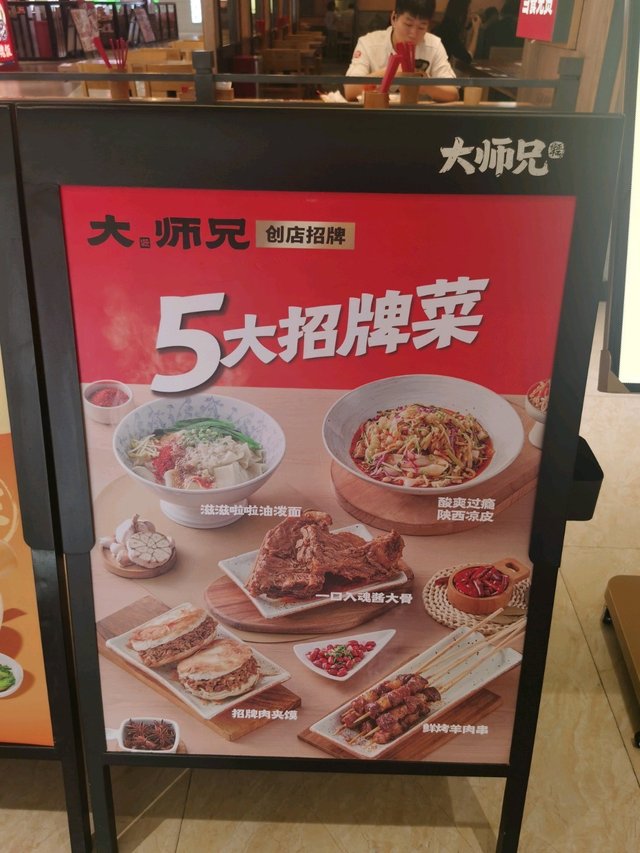 大师兄
大师兄
创店招牌
5大招牌菜
滋滋啦啦油泼面
酸爽过瘾
陕西凉皮
一口入魂酱大骨
招牌肉夹馍
鲜烤羊肉串